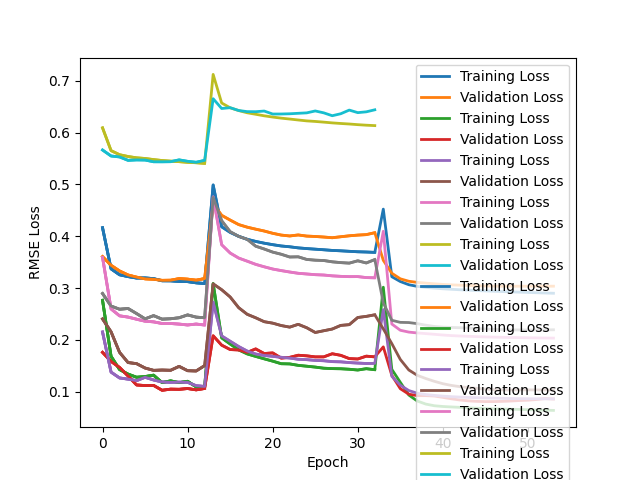 0.7
0.6
0.5
0.4
0.3
0.2
0.1
RMSE Loss
0
10
20
30
40
50
Epoch
Training Loss
Validation Loss
Training Loss
Validation Loss
Training Loss
Validation Loss
Training Loss
Validation Loss
Training Loss
Validation Loss
Training Loss
Validation Loss
Training Loss
Validation Loss
Training Loss
Validation Loss
Training Loss
Validation Loss
Training Loss
Validation Loss